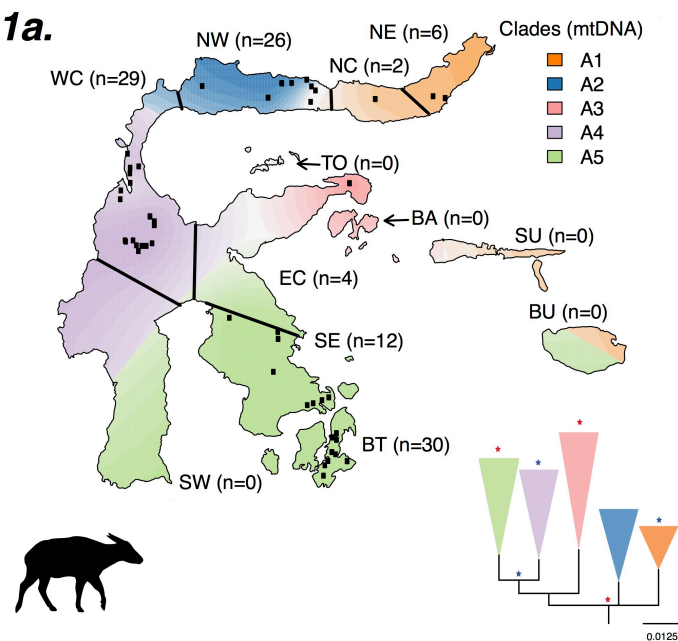 1a.
NW (n=26)
NE (n=6)
Clades (mtDNA)
WC (n=29)
NC (n=2)
A1
A2
A3
A4
A5
TO (n=0)
BA (n=0)
SU (n=0)
EC (n=4)
BU (n=0)
SE (n=12)
BT (n=30)
SW (n=0)
0.0125